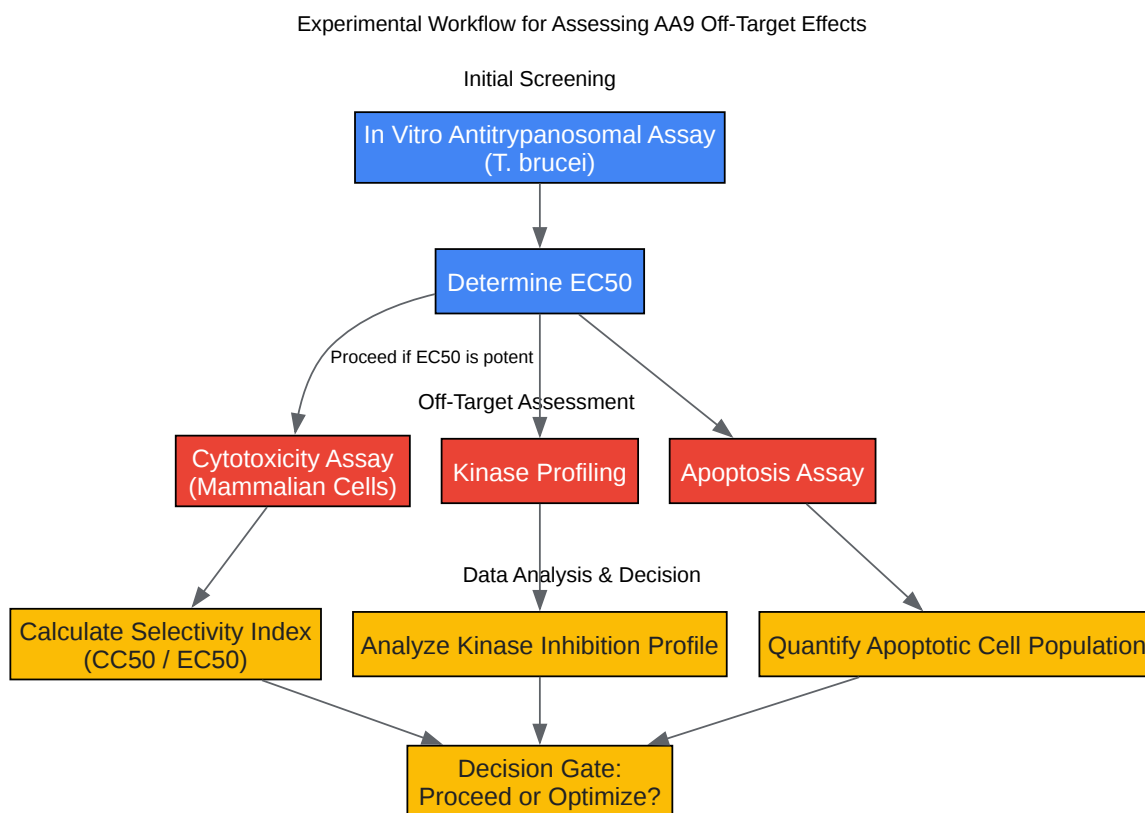 Experimental Workflow for Assessing AA9 Off-Target Effects
Initial Screening
In Vitro Antitrypanosomal Assay
(T. brucei)
Determine EC50
Proceed if EC50 is potent
Off-Target Assessment
Cytotoxicity Assay
(Mammalian Cells)
Kinase Profiling
Apoptosis Assay
Data Analysis & Decision
Calculate Selectivity Index
(CC50 / EC50)
Analyze Kinase Inhibition Profile
Quantify Apoptotic Cell Population
Decision Gate:
Proceed or Optimize?